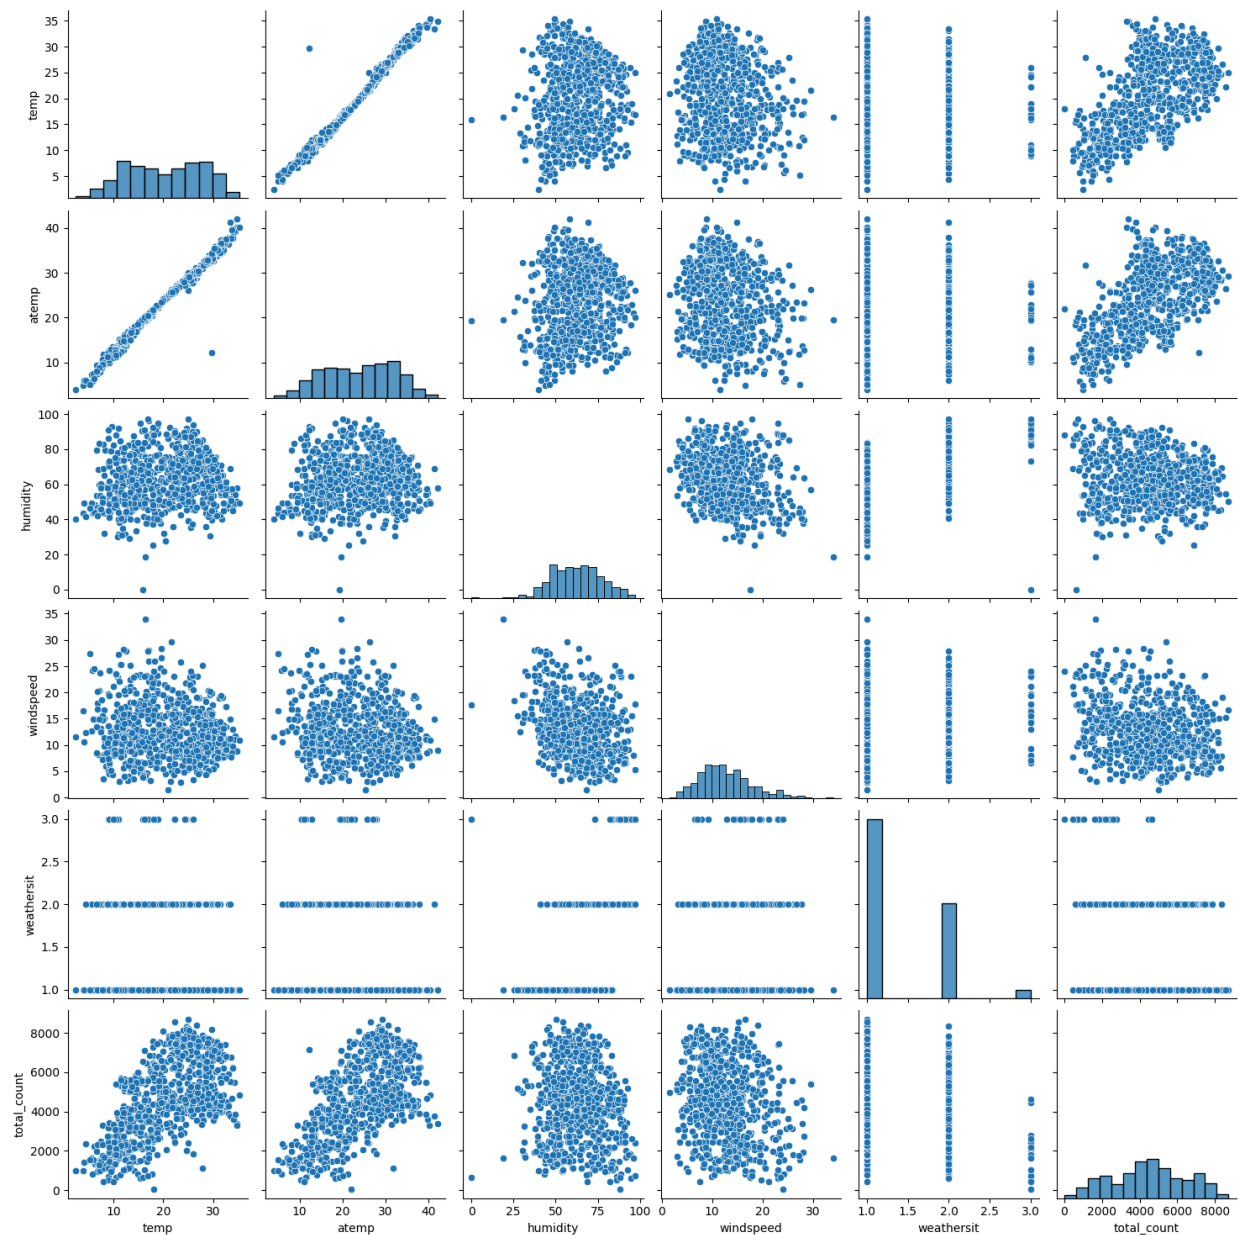 35
30
25
20
15
10
5
temp
40
30
20
10
atemp
100
80
60
40
20
0
humidity
35
30
25
20
15
10
5
0
windspeed
3.0
2.5
2.0
1.5
1.0
weathersit
8000
6000
4000
2000
0
total_count
10 20 30
10 20 30 40
0 25 50 75 100
0 10 20 30
1.0 1.5 2.0 2.5 3.0
0 2000 4000 6000 8000
temp atemp humidity windspeed weathersit total_count